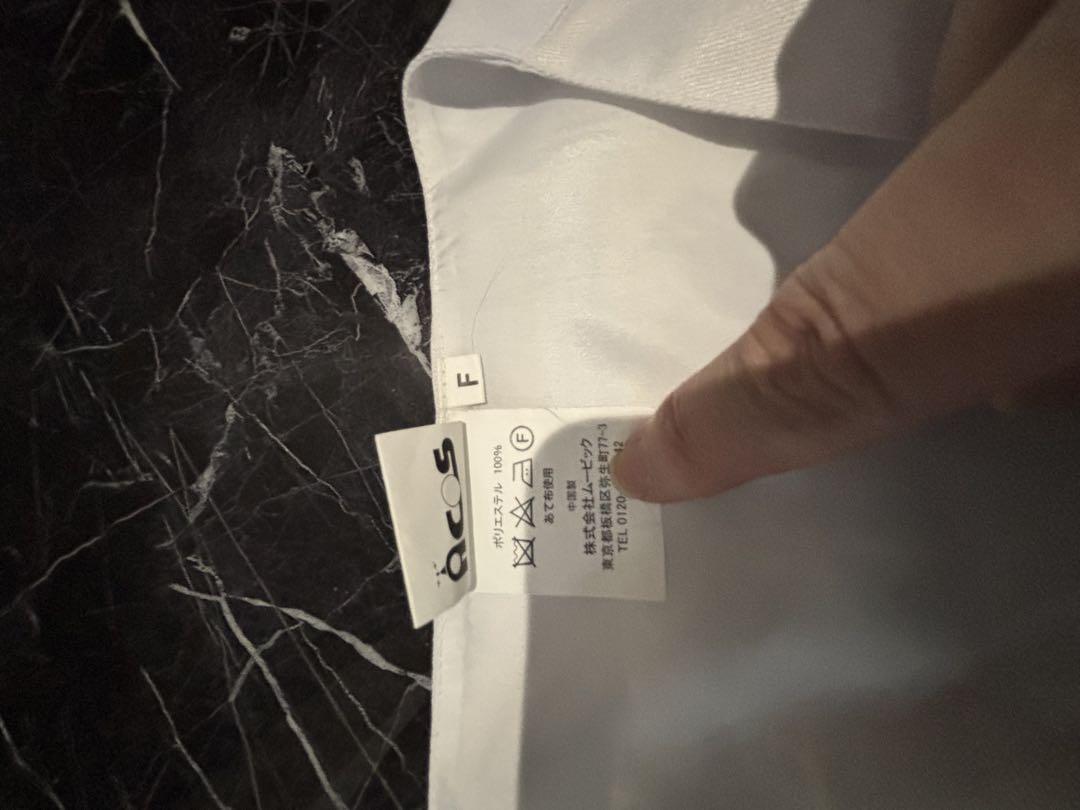 acos
F
ポリエステル 100%
F
あて布使用
中国製
株式会社ムービック
東京都板橋区弥生町77-3
TEL 0120-